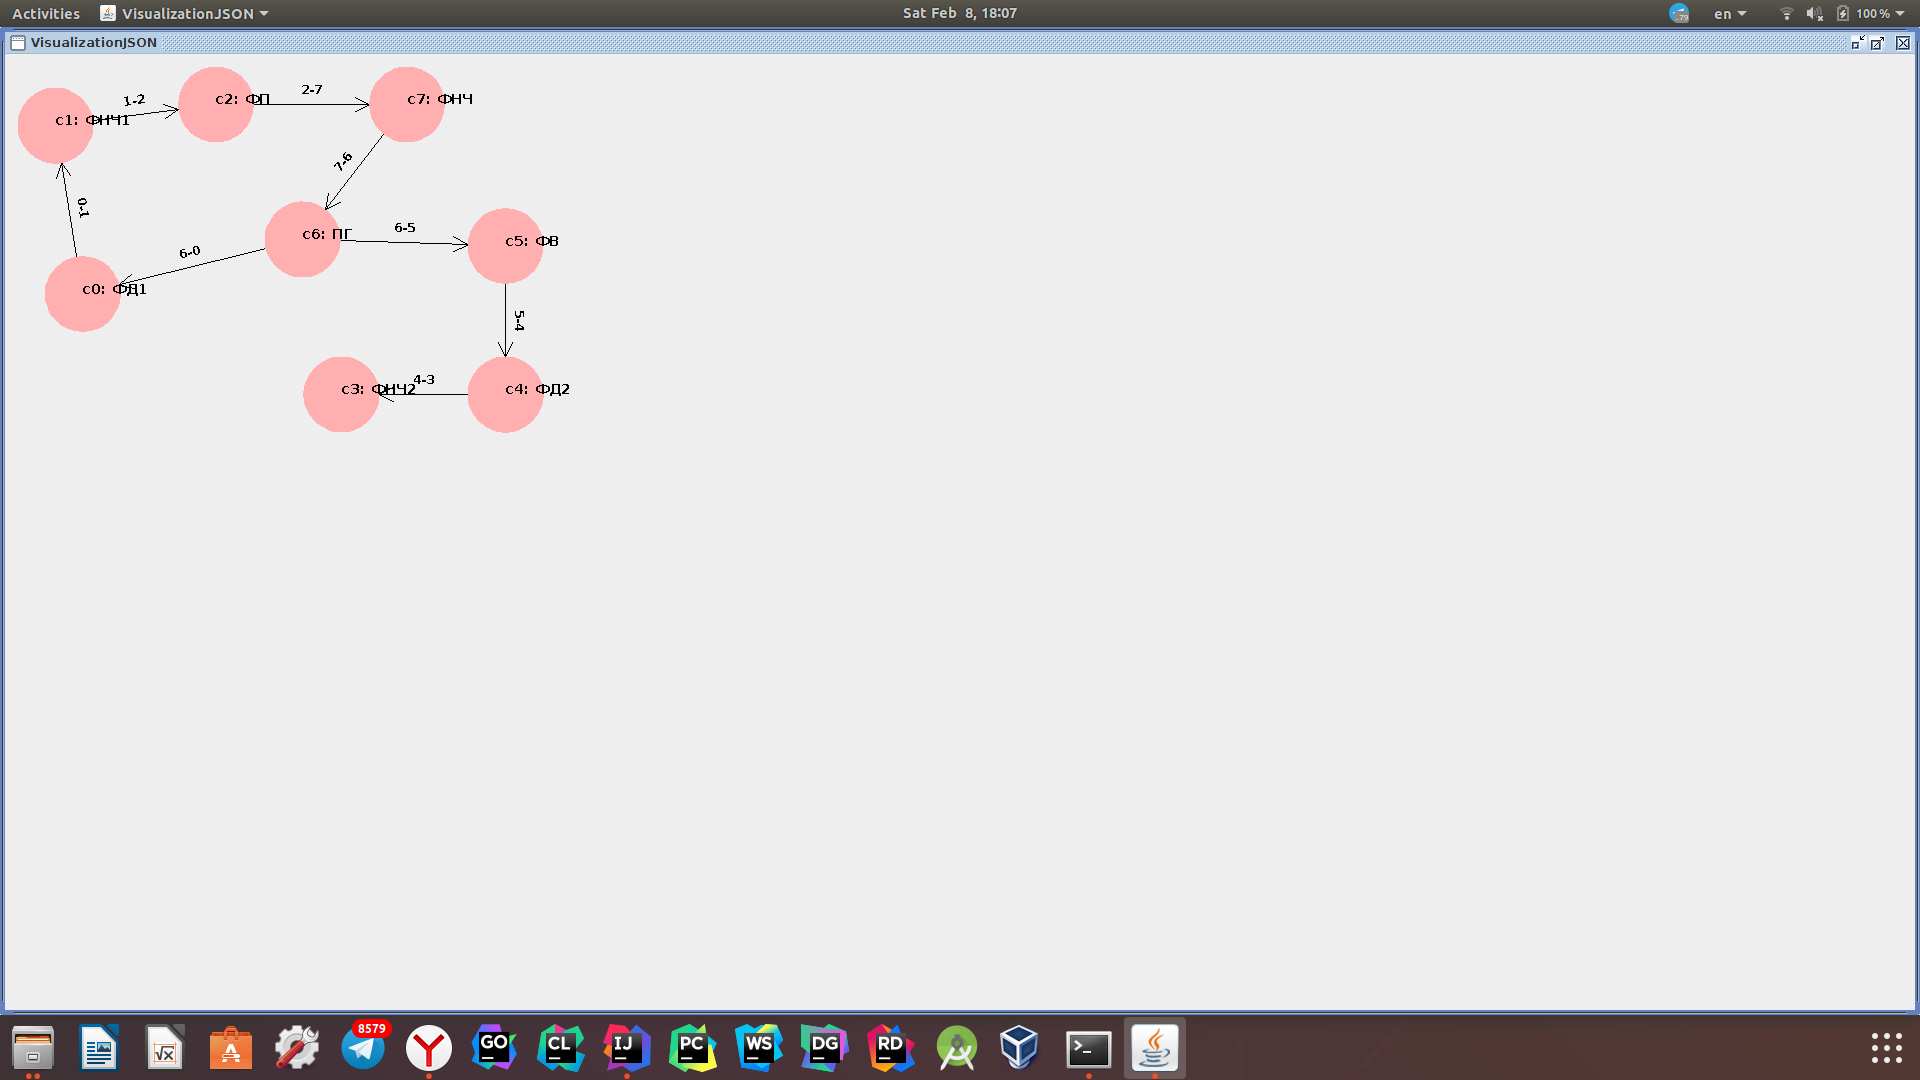 Activities VisualizationJSON Sat Feb 8, 18:07 79 en 100 %
VisualizationJSON
c1: ФНЧ1
1-2
c2: ФП
2-7
c7: ФНЧ
7-6
0-1
c6: ПГ
6-5
c5: ФВ
6-0
c0: ФД1
5-4
c3: ФНЧ2
4-3
c4: ФД2
8579
GO CL IJ PC WS DG RD